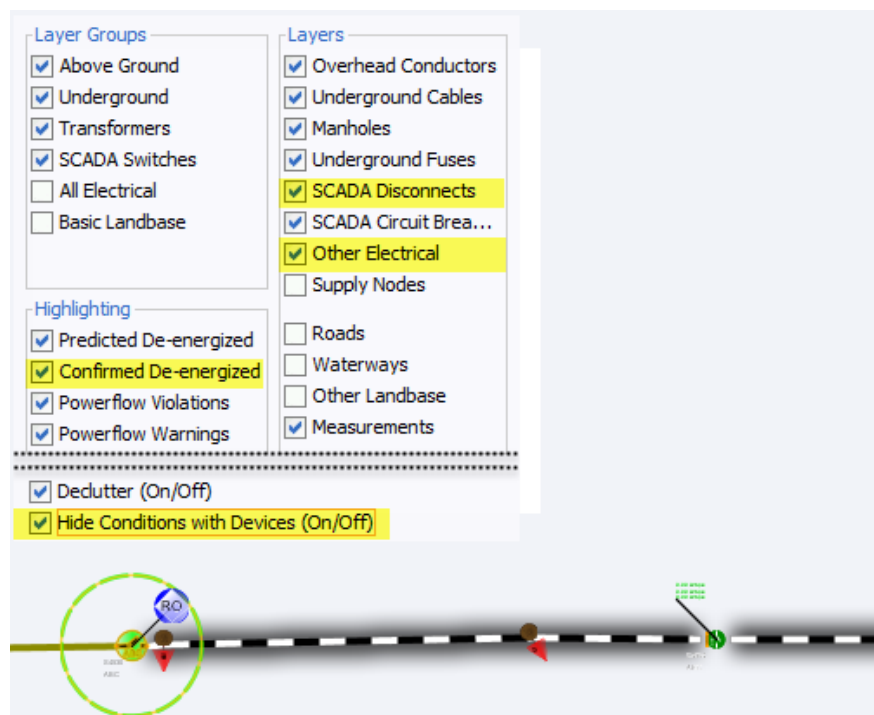 Layer Groups
Above Ground
Underground
Transformers
SCADA Switches
All Electrical
Basic Landbase
Layers
Overhead Conductors
Underground Cables
Manholes
Underground Fuses
SCADA Disconnects
SCADA Circuit Brea...
Other Electrical
Supply Nodes
Roads
Waterways
Other Landbase
Measurements
Highlighting
Predicted De-energized
Confirmed De-energized
Powerflow Violations
Powerflow Warnings
Declutter (On/Off)
Hide Conditions with Devices (On/Off)
RO
ABC